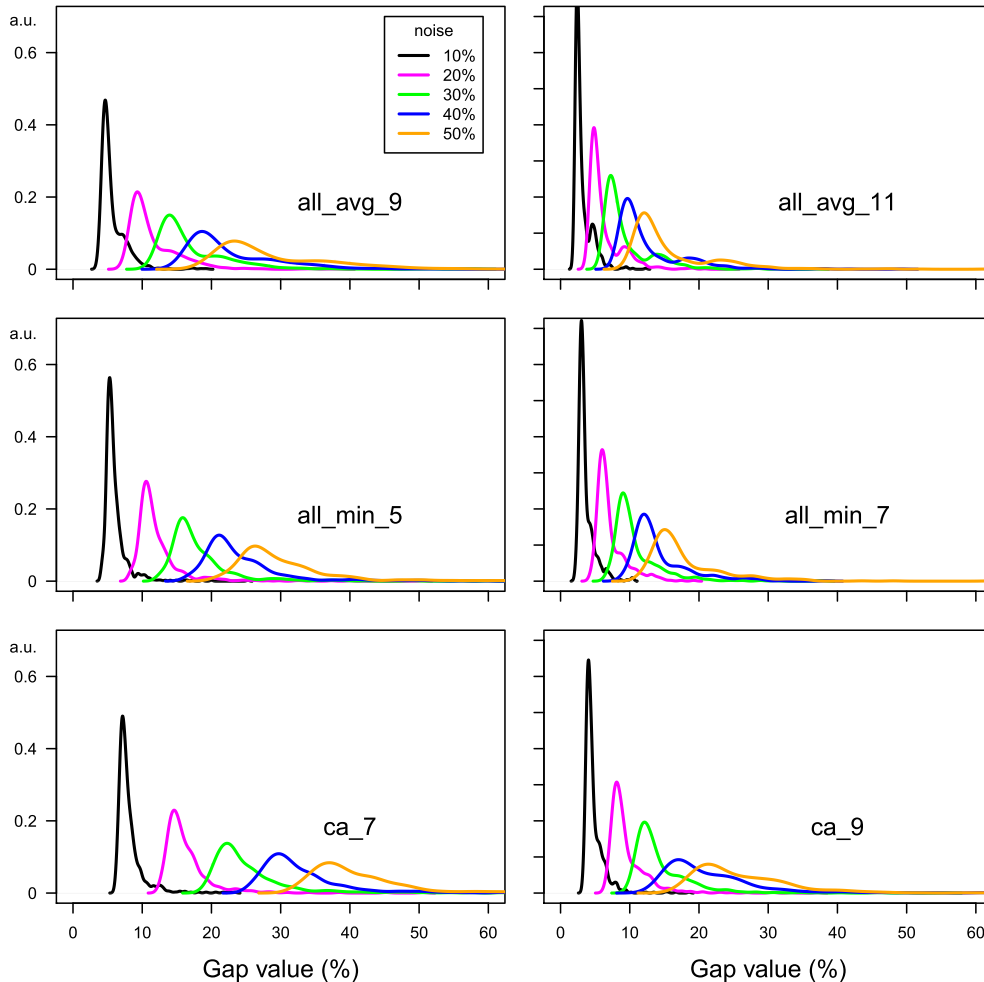 a.u.
0.6
0.4
0.2
0
noise
10%
20%
30%
40%
50%
all_avg_9
all_avg_11
a.u.
0.6
0.4
0.2
0
all_min_5
all_min_7
a.u.
0.6
0.4
0.2
0
ca_7
ca_9
0 10 20 30 40 50 60
0 10 20 30 40 50 60
Gap value (%)
Gap value (%)